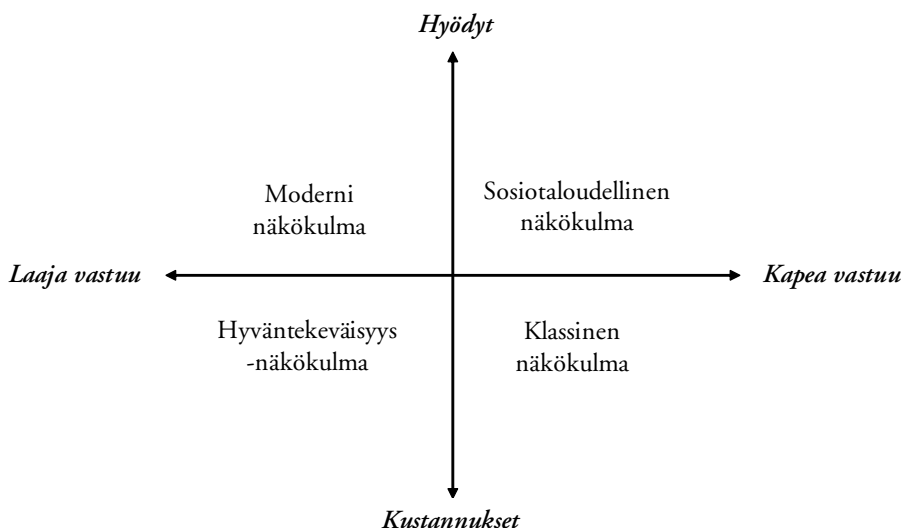 Hyödyt
Moderni
näkökulma
Sosiotaloudellinen
näkökulma
Laaja vastuu
Kapea vastuu
Hyväntekeväisyys
-näkökulma
Klassinen
näkökulma
Kustannukset